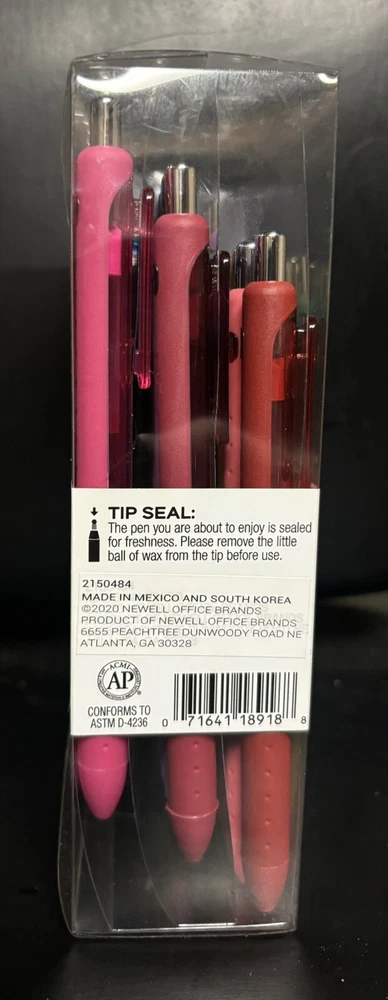 TIP SEAL:
The pen you are about to enjoy is sealed
for freshness. Please remove the little
ball of wax from the tip before use.
2150484
MADE IN MEXICO AND SOUTH KOREA
©2020 NEWELL OFFICE BRANDS
PRODUCT OF NEWELL OFFICE BRANDS
6655 PEACHTREE DUNWOODY ROAD NE
ATLANTA, GA 30328
ACMI
AP
CONFORMS TO
ASTM D-4236
0 71641 18918 8